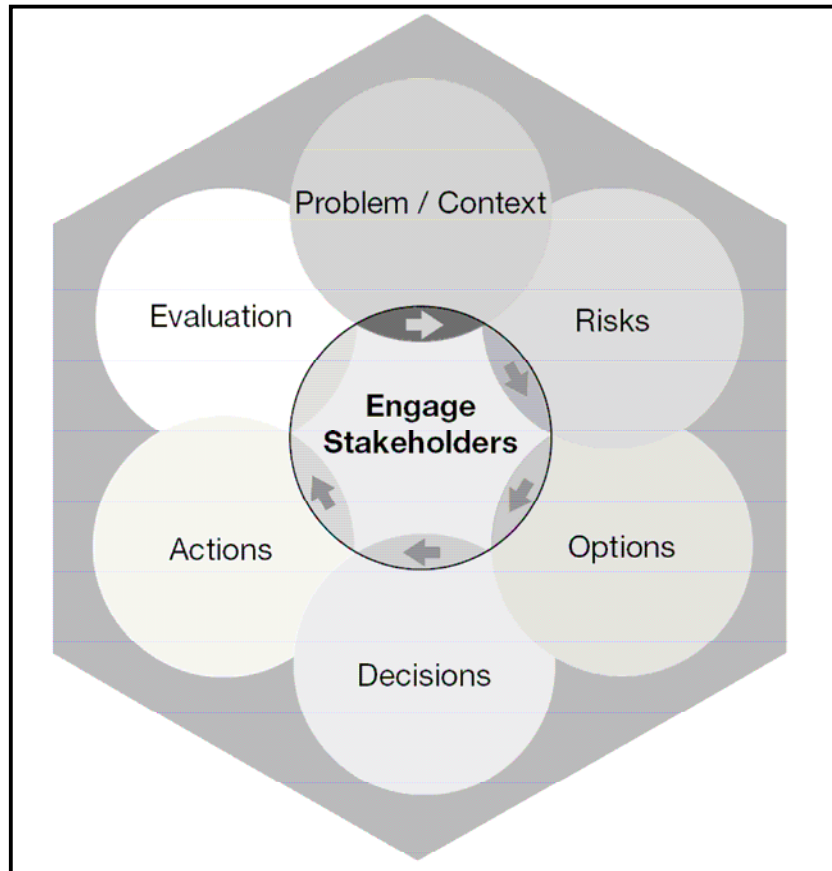 Problem / Context
Risks
Options
Decisions
Actions
Evaluation
Engage
Stakeholders